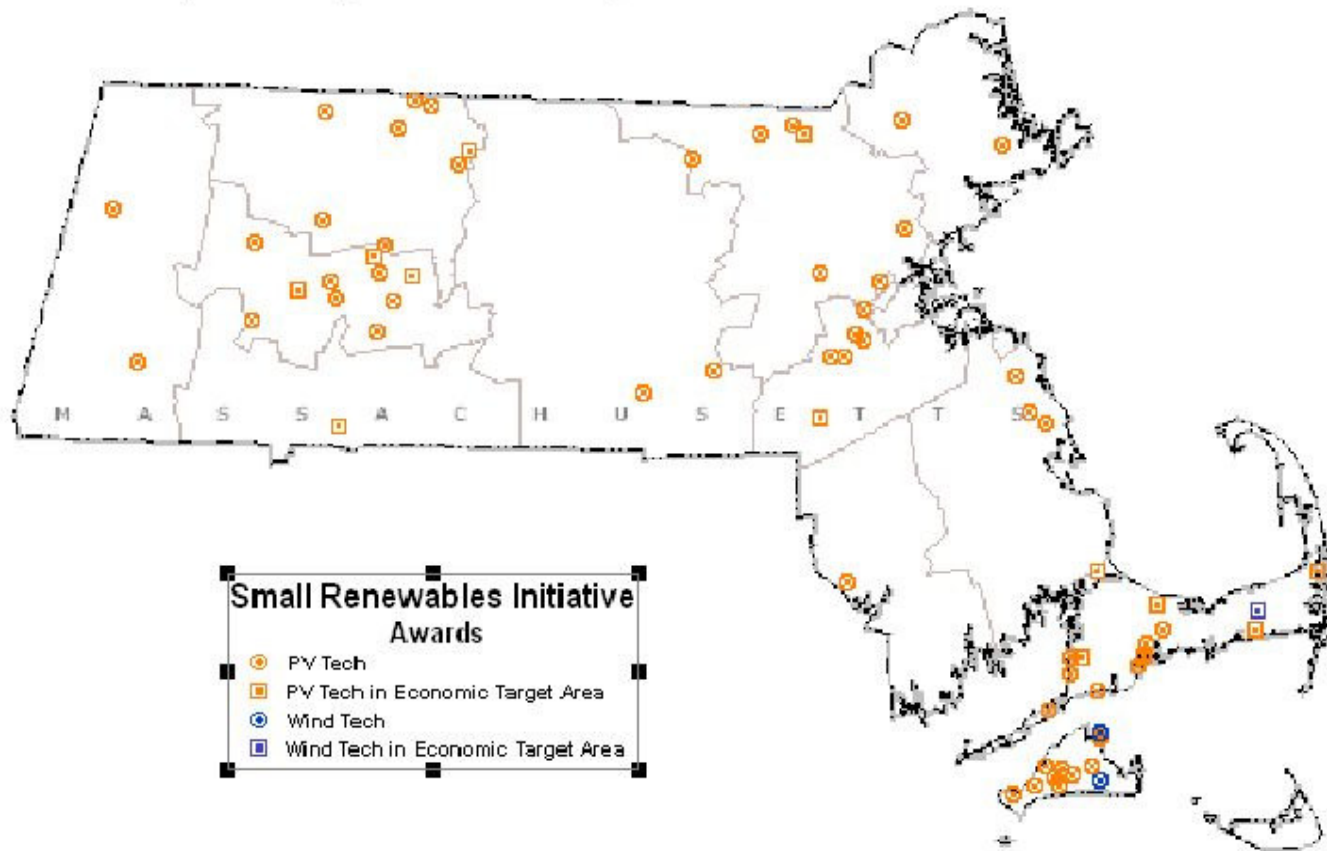 M A S S A C H U S E T T S
Small Renewables Initiative
Awards
PV Tech
PV Tech in Economic Target Area
Wind Tech
Wind Tech in Economic Target Area